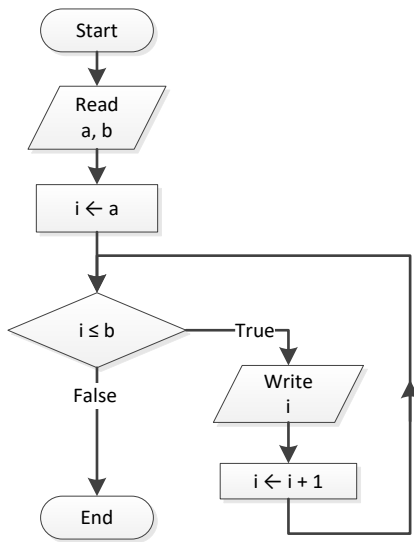 Start
Read
a, b
i ← a
i ≤ b
True
False
Write
i
i ← i + 1
End